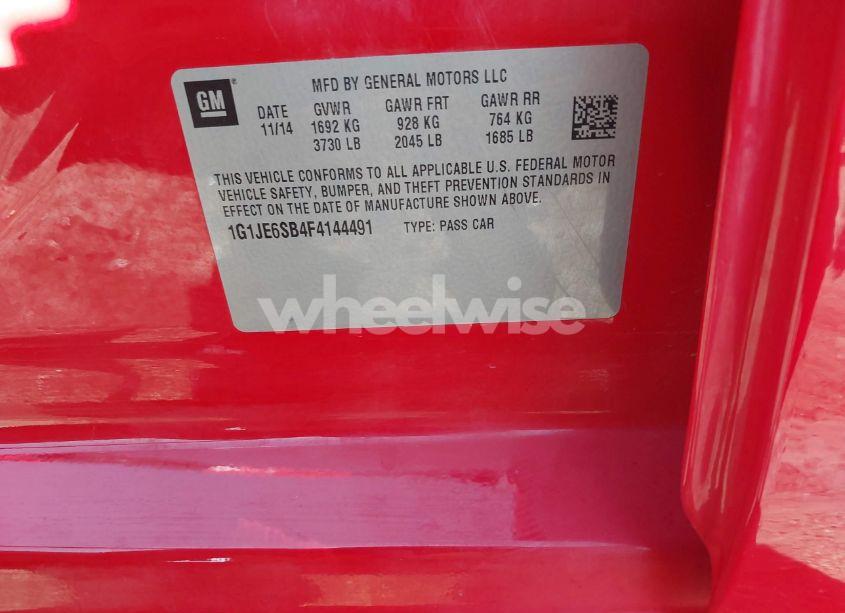 GM
MFD BY GENERAL MOTORS LLC
DATE GVWR GAWR FRT GAWR RR
11/14 1692 KG 928 KG 764 KG
3730 LB 2045 LB 1685 LB
THIS VEHICLE CONFORMS TO ALL APPLICABLE U.S. FEDERAL MOTOR
VEHICLE SAFETY, BUMPER, AND THEFT PREVENTION STANDARDS IN
EFFECT ON THE DATE OF MANUFACTURE SHOWN ABOVE.
1G1JE6SB4F4144491 TYPE: PASS CAR
wheelwise